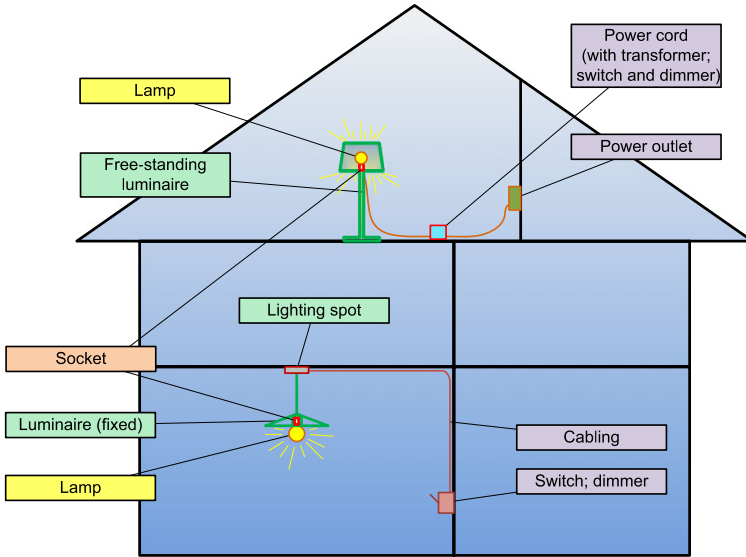 Power cord
(with transformer;
switch and dimmer)
Lamp
Power outlet
Free-standing
luminaire
Lighting spot
Socket
Luminaire (fixed)
Cabling
Lamp
Switch; dimmer